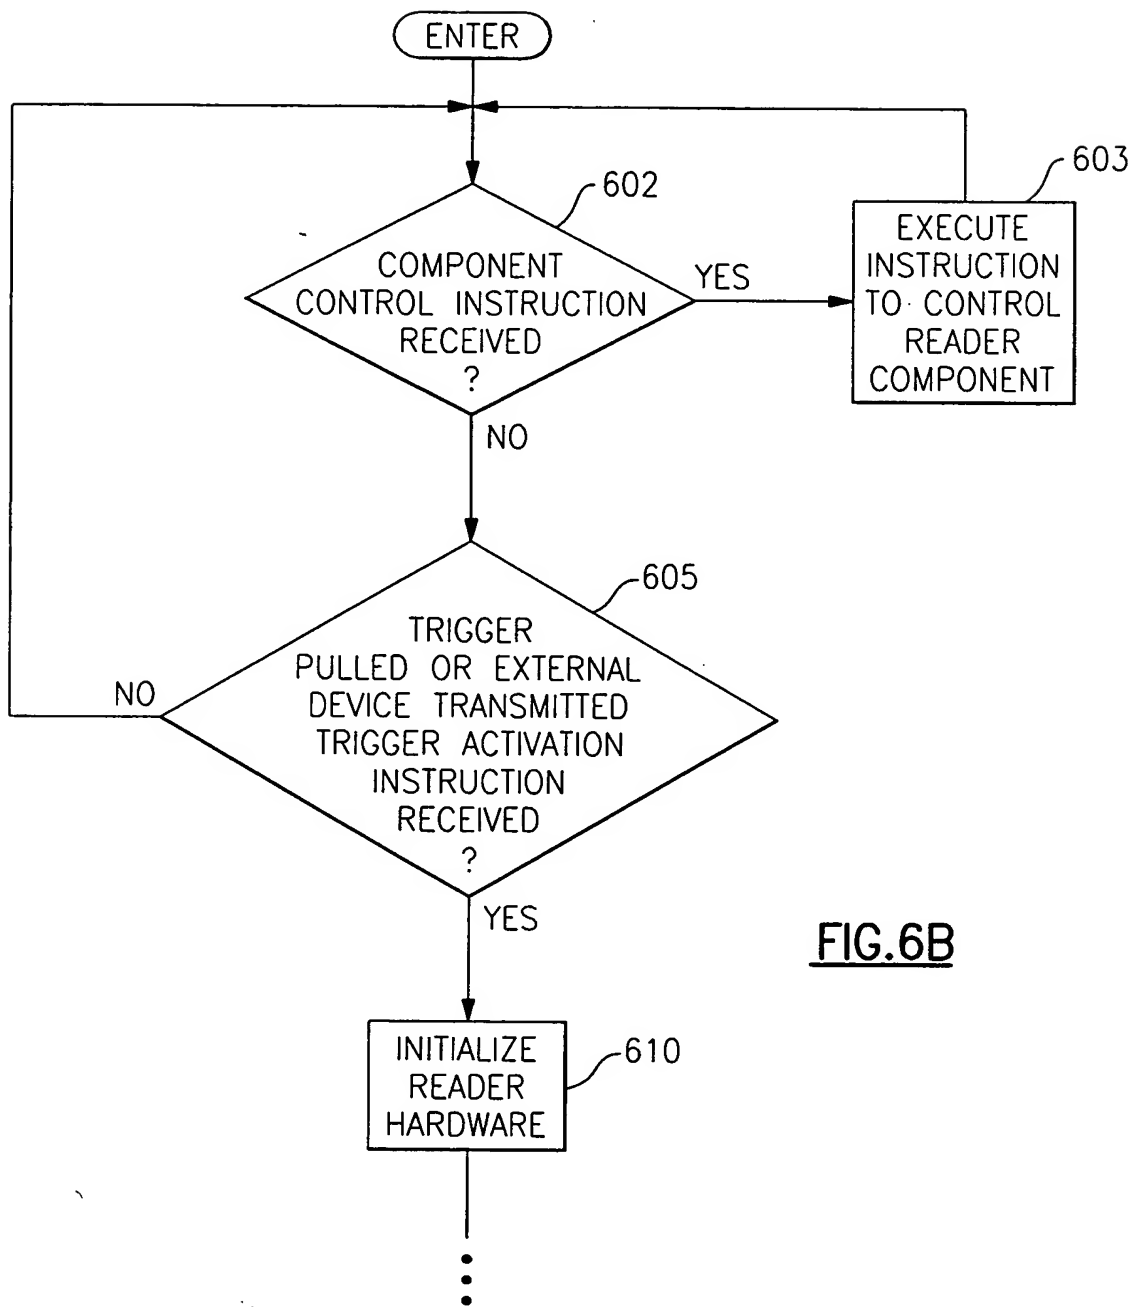 ENTER
602
603
COMPONENT
CONTROL INSTRUCTION
RECEIVED
?
YES
EXECUTE
INSTRUCTION
TO CONTROL
READER
COMPONENT
NO
605
TRIGGER
PULLED OR EXTERNAL
DEVICE TRANSMITTED
TRIGGER ACTIVATION
INSTRUCTION
RECEIVED
?
NO
YES
FIG.6B
INITIALIZE
READER
HARDWARE
610